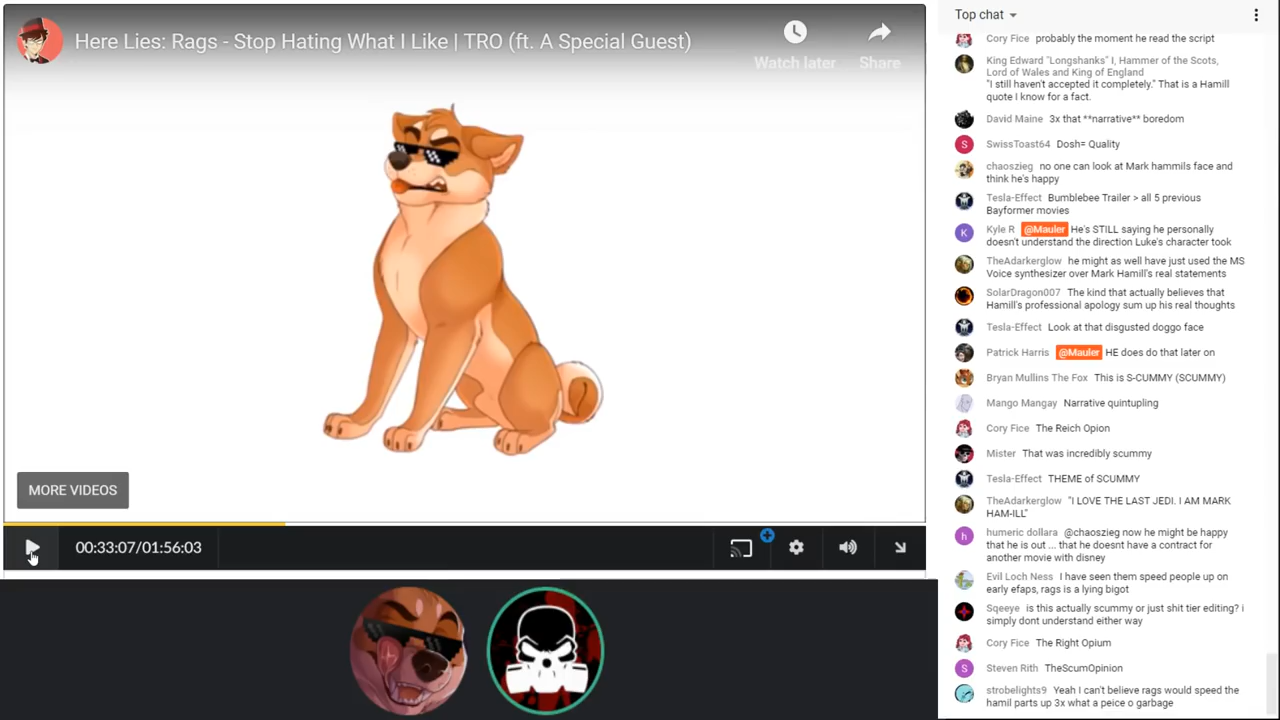 Here Lies: Rags - Stop Hating What I Like | TRO (ft. A Special Guest)
Watch later
Share
MORE VIDEOS
00:33:07/01:56:03
Top chat
Cory Fice probably the moment he read the script
King Edward "Longshanks" I, Hammer of the Scots,
Lord of Wales and King of England
"I still haven't accepted it completely." That is a Hamill
quote I know for a fact.
David Maine 3x that **narrative** boredom
S
SwissToast64 Dosh= Quality
chaoszieg no one can look at Mark hammils face and
think he's happy
Tesla-Effect Bumblebee Trailer > all 5 previous
Bayformer movies
K
Kyle R @Mauler He's STILL saying he personally
doesn't understand the direction Luke's character took
TheAdarkerglow he might as well have just used the MS
Voice synthesizer over Mark Hamill's real statements
SolarDragon007 The kind that actually believes that
Hamill's professional apology sum up his real thoughts
Tesla-Effect Look at that disgusted doggo face
Patrick Harris @Mauler HE does do that later on
Bryan Mullins The Fox This is S-CUMMY (SCUMMY)
Mango Mangay Narrative quintupling
Cory Fice The Reich Opion
Mister That was incredibly scummy
Tesla-Effect THEME of SCUMMY
TheAdarkerglow "I LOVE THE LAST JEDI. I AM MARK
HAM-ILL"
h
humeric dollara @chaoszieg now he might be happy
that he is out ... that he doesnt have a contract for
another movie with disney
Evil Loch Ness I have seen them speed people up on
early efaps, rags is a lying bigot
Sqeeye is this actually scummy or just shit tier editing? i
simply dont understand either way
Cory Fice The Right Opium
S
Steven Rith TheScumOpinion
strobelights9 Yeah I can't believe rags would speed the
hamil parts up 3x what a peice o garbage